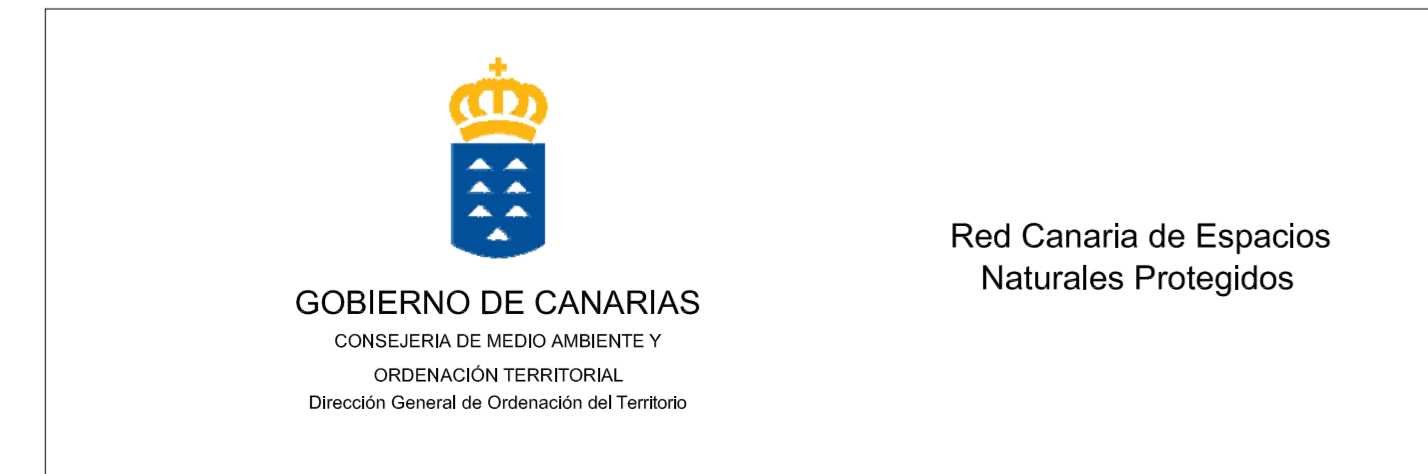 GOBIERNO DE CANARIAS
CONSEJERIA DE MEDIO AMBIENTE Y
ORDENACIÓN TERRITORIAL
Dirección General de Ordenación del Territorio
Red Canaria de Espacios
Naturales Protegidos